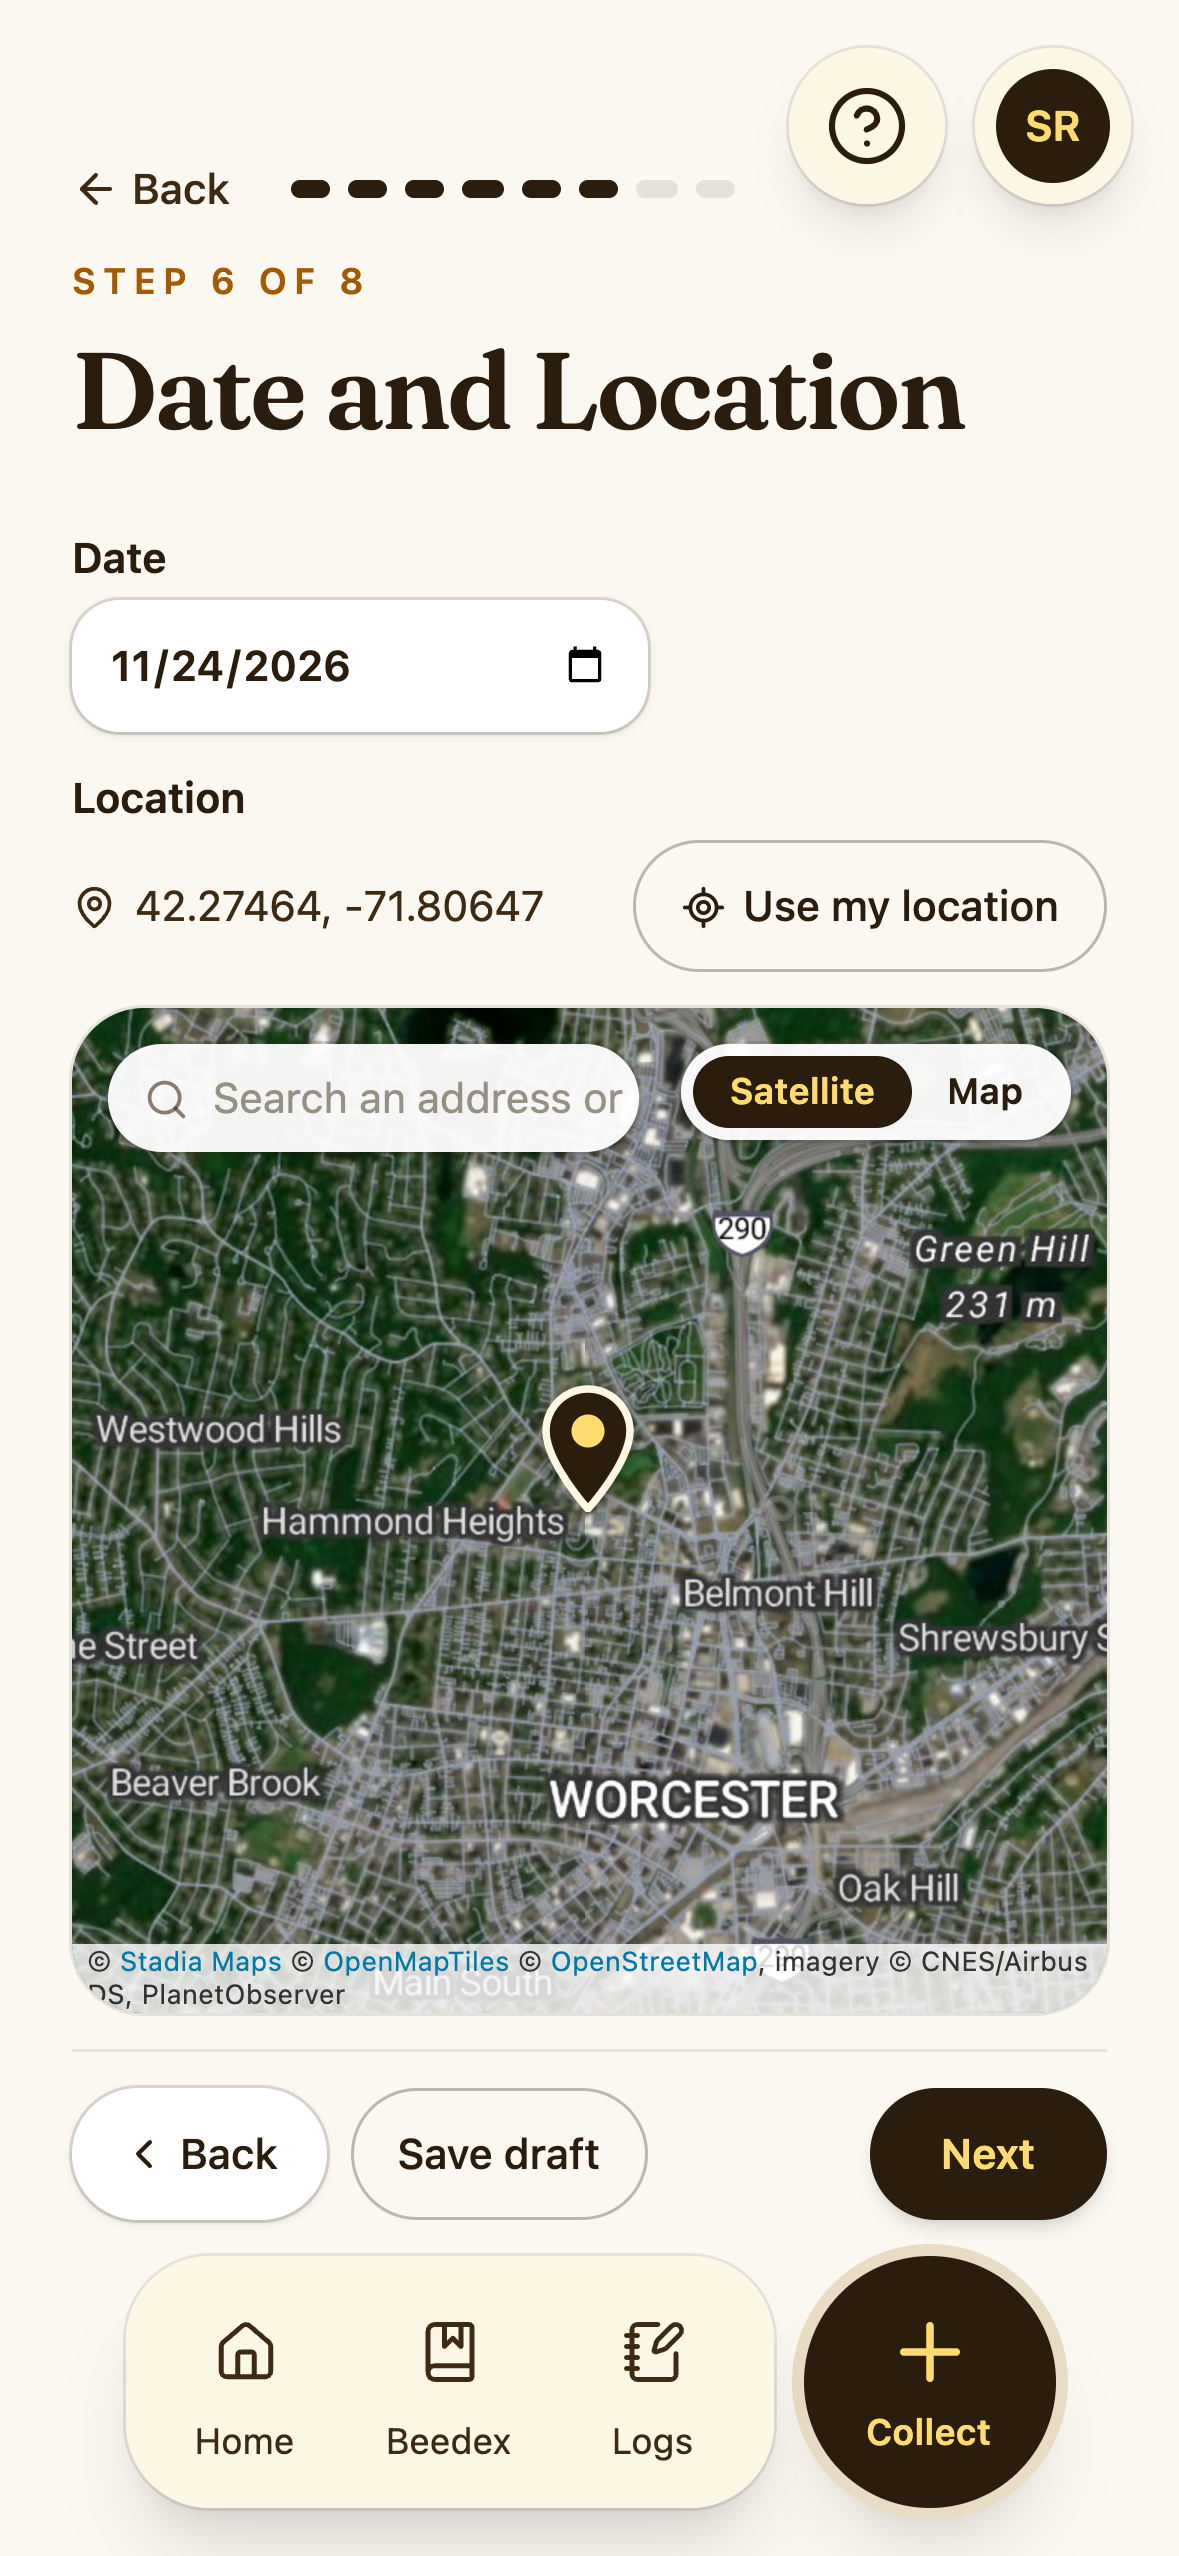 SR
Back
STEP 6 OF 8
Date and Location
Date
11/24/2026
Location
42.27464, -71.80647
Use my location
Search an address or
Satellite
Map
290
Green Hill
231 m
Westwood Hills
Hammond Heights
Belmont Hill
e Street
Shrewsbury S
Beaver Brook
WORCESTER
Oak Hill
290
Main South
© Stadia Maps © OpenMapTiles © OpenStreetMap, imagery © CNES/Airbus
DS, PlanetObserver
Back
Save draft
Next
Home
Beedex
Logs
Collect